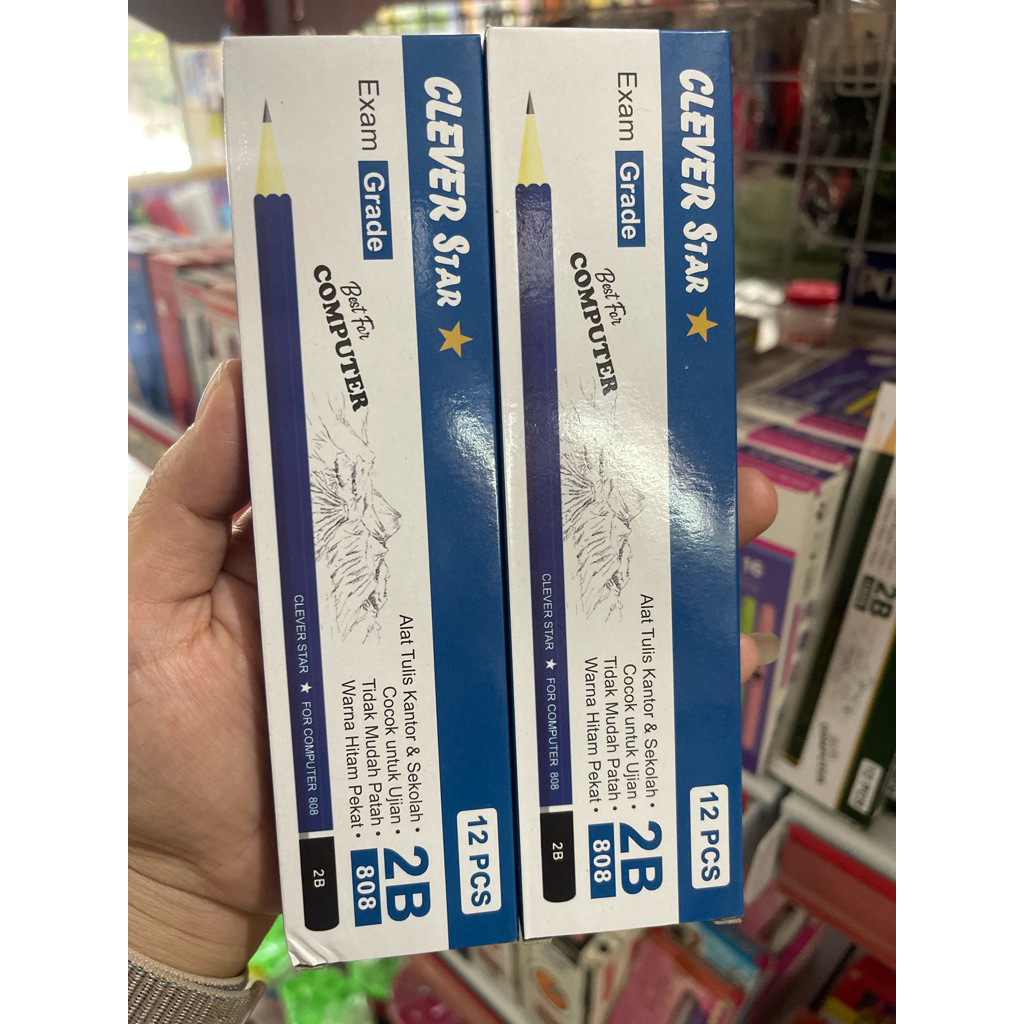 CLEVER STAR
Exam Grade
Best For
COMPUTER
CLEVER STAR ★ FOR COMPUTER 808
2B
Alat Tulis Kantor & Sekolah •
Cocok untuk Ujian •
Tidak Mudah Patah •
Warna Hitam Pekat •
12 PCS
2B
808
CLEVER STAR
Exam Grade
Best For
COMPUTER
CLEVER STAR ★ FOR COMPUTER 808
2B
Alat Tulis Kantor & Sekolah •
Cocok untuk Ujian •
Tidak Mudah Patah •
Warna Hitam Pekat •
12 PCS
2B
808
2B
12 PCS